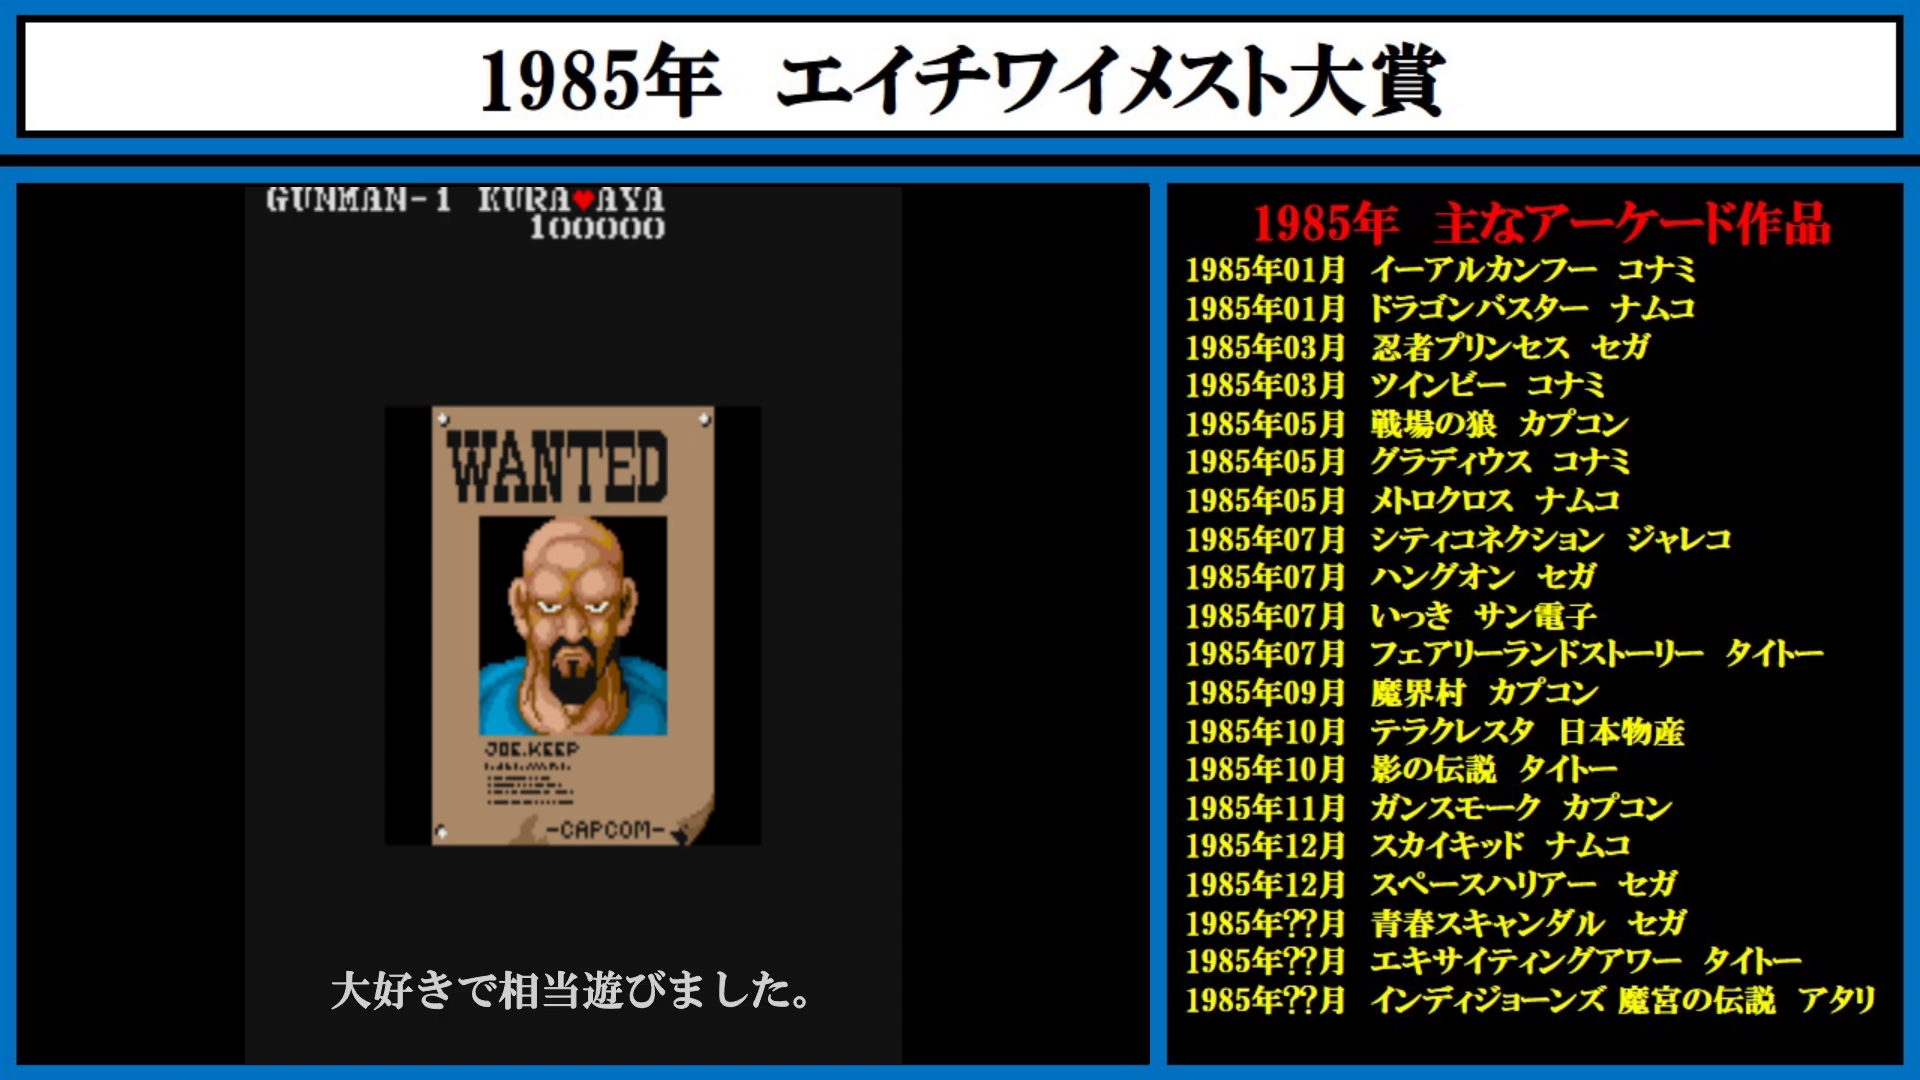 1985年 エイチワイメスト大賞
GUNMAN-1 KURA♥AYA
100000
WANTED
JOE.KEEP
-CAPCOM-
大好きで相当遊びました。
1985年 主なアーケード作品
1985年01月 イーアルカンフー コナミ
1985年01月 ドラゴンバスター ナムコ
1985年03月 忍者プリンセス セガ
1985年03月 ツインビー コナミ
1985年05月 戦場の狼 カプコン
1985年05月 グラディウス コナミ
1985年05月 メトロクロス ナムコ
1985年07月 シティコネクション ジャレコ
1985年07月 ハングオン セガ
1985年07月 いっき サン電子
1985年07月 フェアリーランドストーリー タイトー
1985年09月 魔界村 カプコン
1985年10月 テラクレスタ 日本物産
1985年10月 影の伝説 タイトー
1985年11月 ガンスモーク カプコン
1985年12月 スカイキッド ナムコ
1985年12月 スペースハリアー セガ
1985年??月 青春スキャンダル セガ
1985年??月 エキサイティングアワー タイトー
1985年??月 インディジョーンズ 魔宮の伝説 アタリ